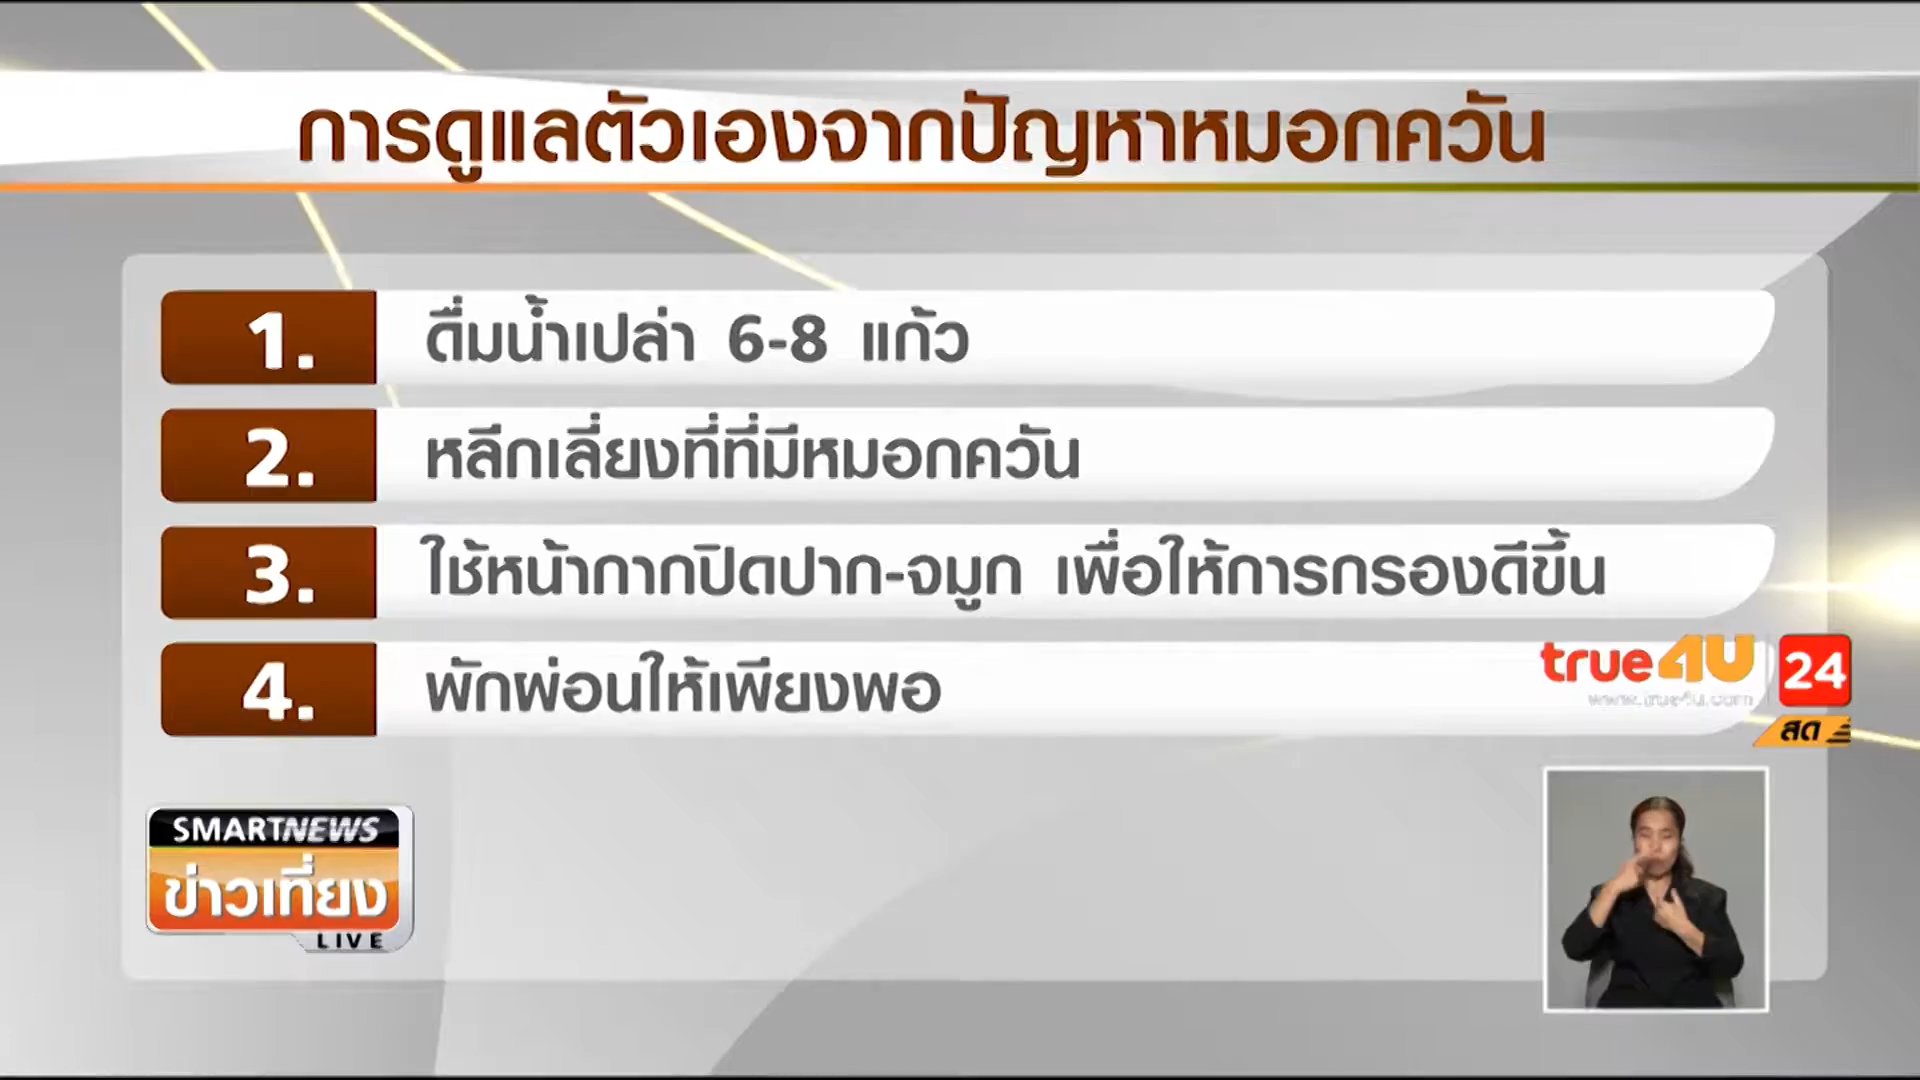 การดูแลตัวเองจากปัญหาหมอกควัน
1. ดื่มน้ำเปล่า 6-8 แก้ว
2. หลีกเลี่ยงที่ที่มีหมอกควัน
3. ใช้หน้ากากปิดปาก-จมูก เพื่อให้การกรองดีขึ้น
4. พักผ่อนให้เพียงพอ
true4U 24
www.true4u.com
สด
SMARTNEWS
ข่าวเที่ยง
LIVE